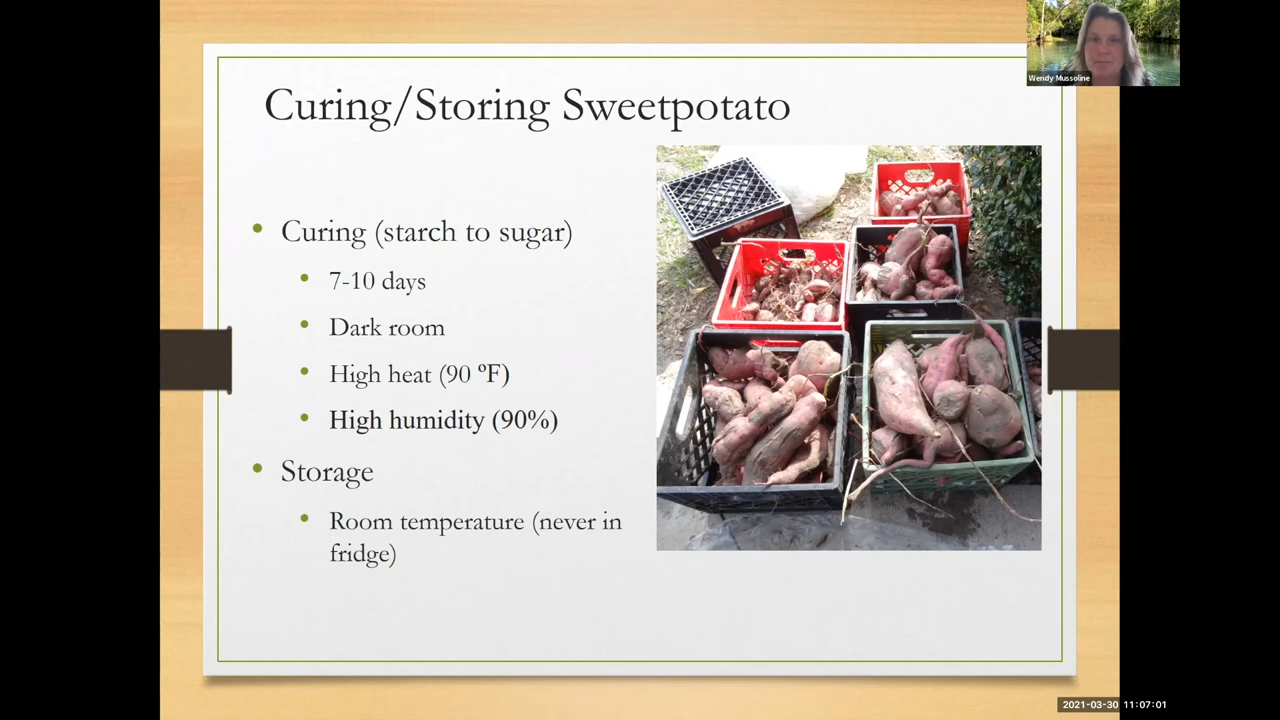 Wendy Mussoline
Curing/Storing Sweetpotato
Curing (starch to sugar)
7-10 days
Dark room
High heat (90 ºF)
High humidity (90%)
Storage
Room temperature (never in
fridge)
2021-03-30 11:07:01